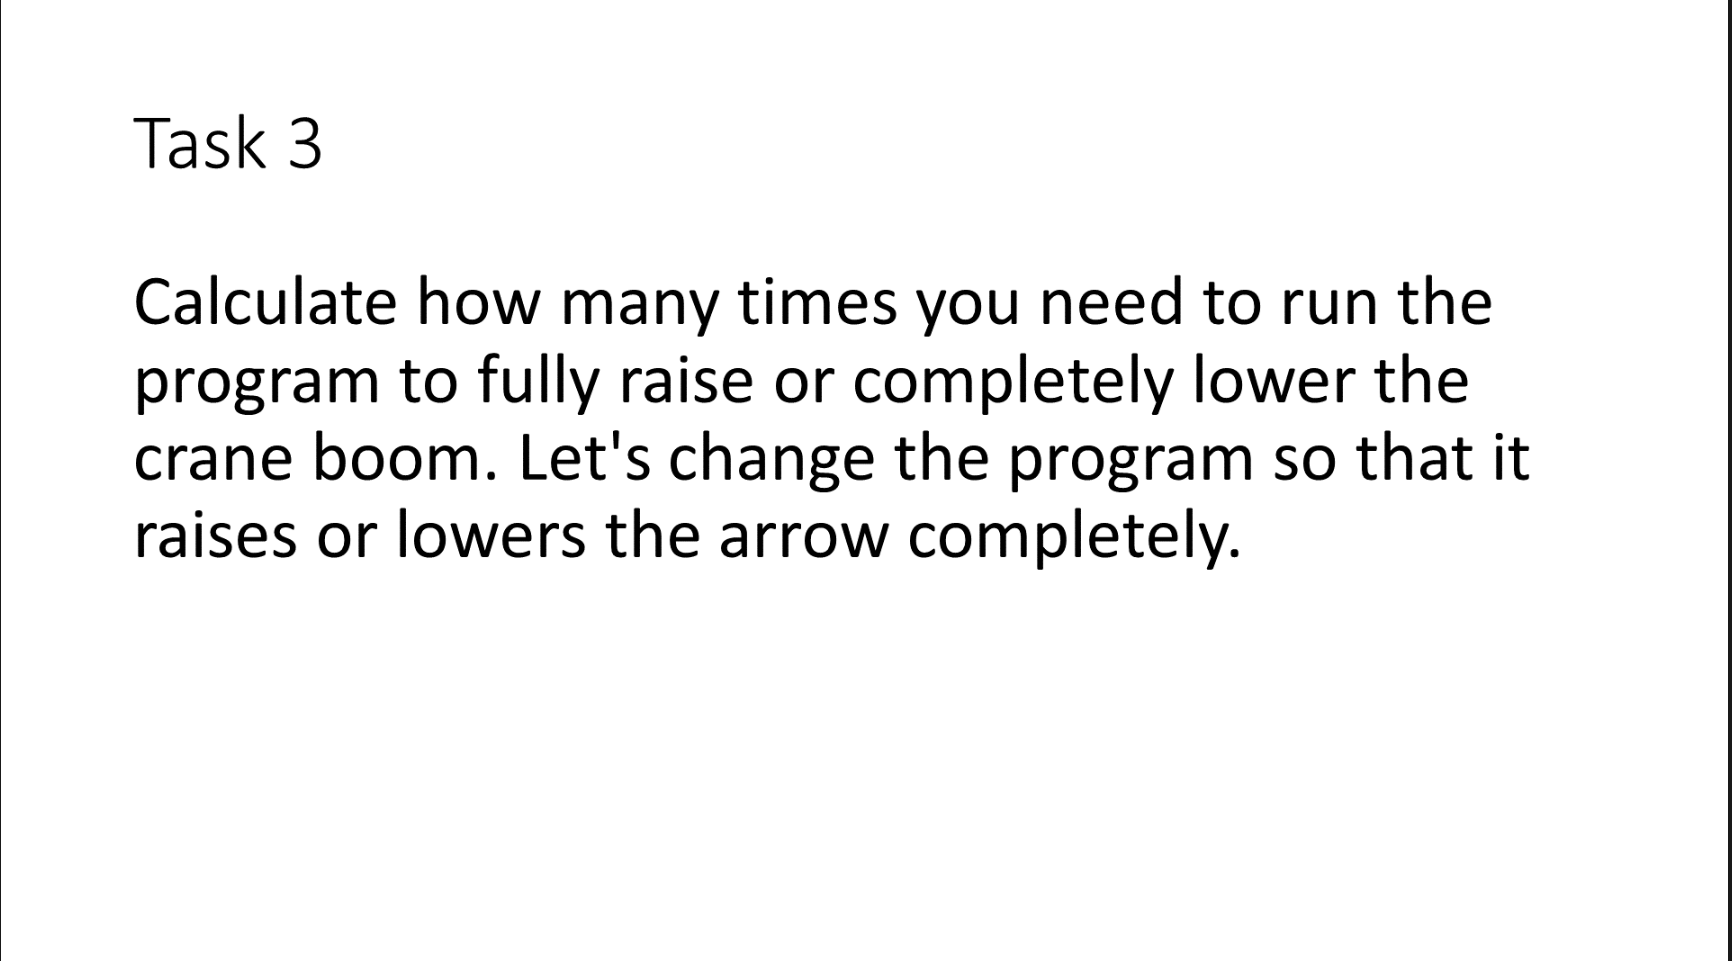 Task 3
Calculate how many times you need to run the
program to fully raise or completely lower the
crane boom. Let's change the program so that it
raises or lowers the arrow completely.